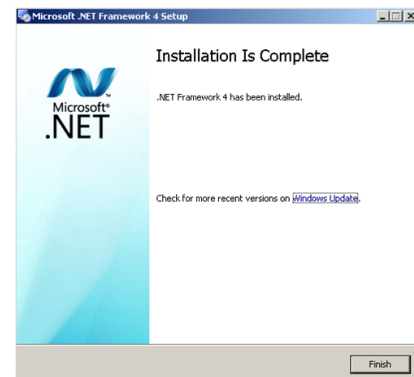 Microsoft .NET Framework 4 Setup
Installation Is Complete
.NET Framework 4 has been installed.
Microsoft®
.NET
Check for more recent versions on Windows Update.
Finish